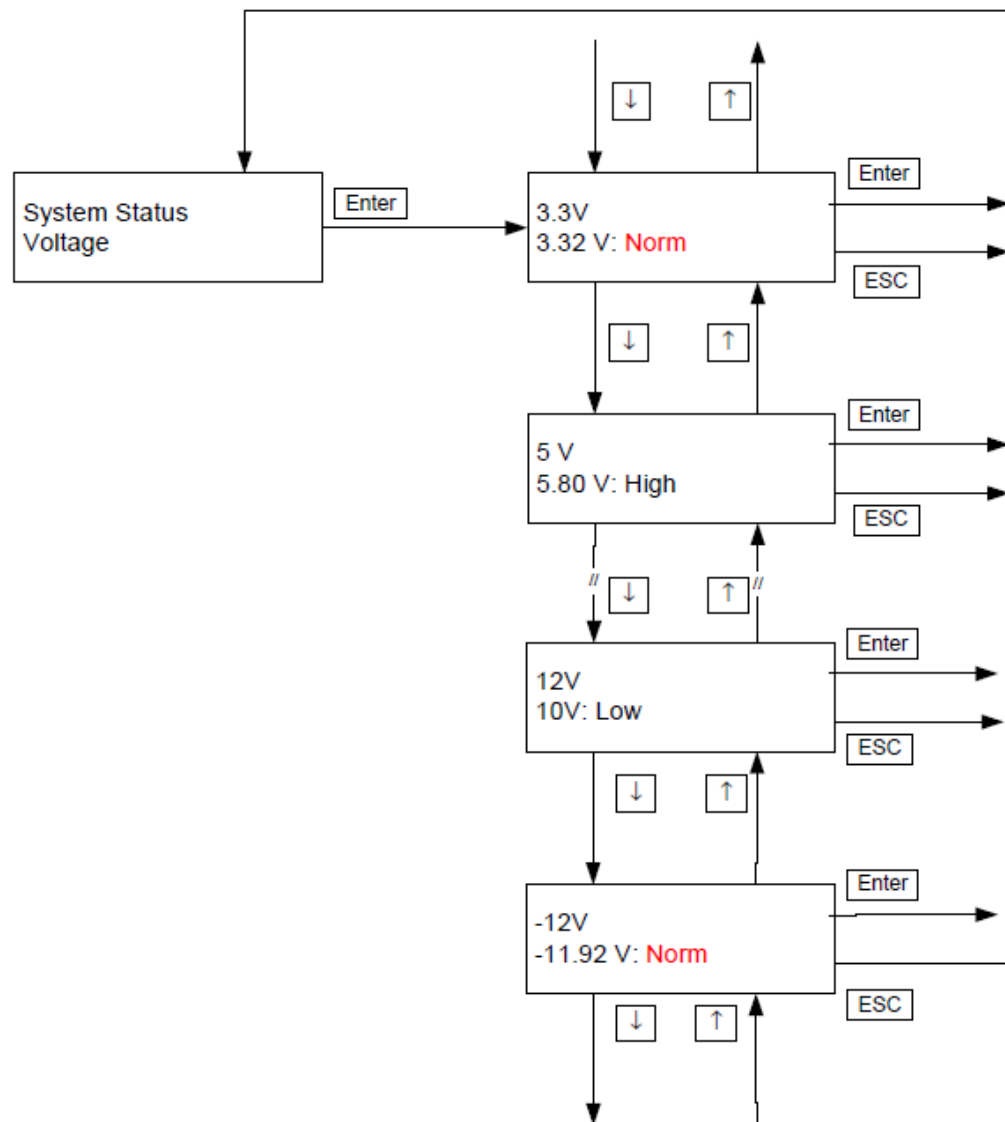 ↓
↑
System Status
Voltage
Enter
3.3V
3.32 V: Norm
Enter
ESC
↓
↑
5 V
5.80 V: High
Enter
ESC
//
↓
↑
//
12V
10V: Low
Enter
ESC
↓
↑
-12V
-11.92 V: Norm
Enter
ESC
↓
↑